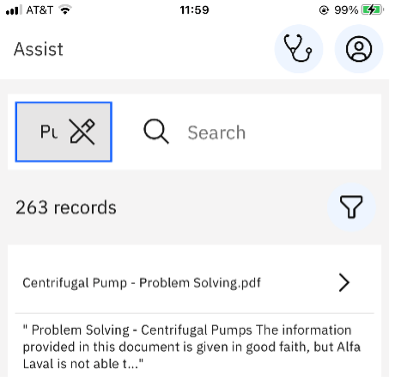 AT&T 11:59 99%
Assist
Search
263 records
Centrifugal Pump - Problem Solving.pdf
" Problem Solving - Centrifugal Pumps The information
provided in this document is given in good faith, but Alfa
Laval is not able t..."